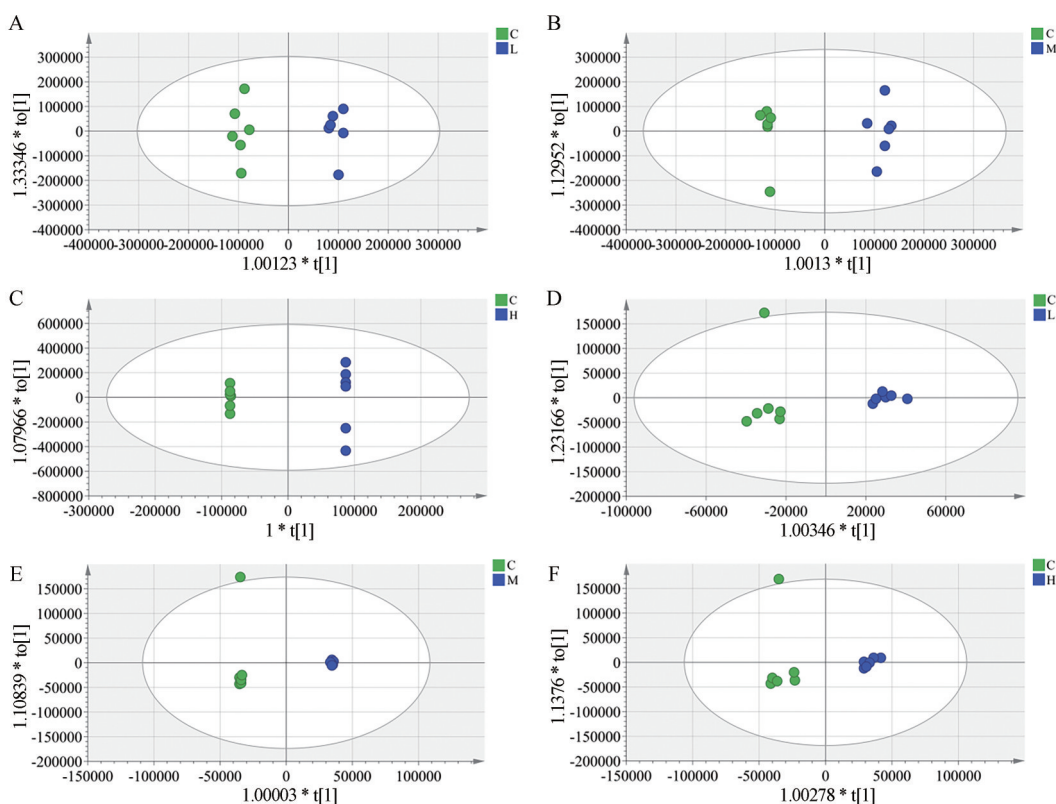 A
C
L
300000
200000
100000
0
-100000
-200000
-300000
-400000
1.33346 * to[1]
-400000 -300000 -200000 -100000 0 100000 200000 300000
1.00123 * t[1]
B
C
M
300000
200000
100000
0
-100000
-200000
-300000
-400000
1.12952 * to[1]
-400000 -300000 -200000 -100000 0 100000 200000 300000
1.0013 * t[1]
C
C
H
600000
400000
200000
0
-200000
-400000
-600000
-800000
1.07966 * to[1]
-300000 -200000 -100000 0 100000 200000
1 * t[1]
D
C
L
150000
100000
50000
0
-50000
-100000
-150000
-200000
1.23166 * to[1]
-100000 -60000 -20000 20000 60000
1.00346 * t[1]
E
C
M
150000
100000
50000
0
-50000
-100000
-150000
-200000
1.10839 * to[1]
-150000 -100000 -50000 0 50000 100000
1.00003 * t[1]
F
C
H
150000
100000
50000
0
-50000
-100000
-150000
-200000
1.1376 * to[1]
-150000 -100000 -50000 0 50000 100000
1.00278 * t[1]